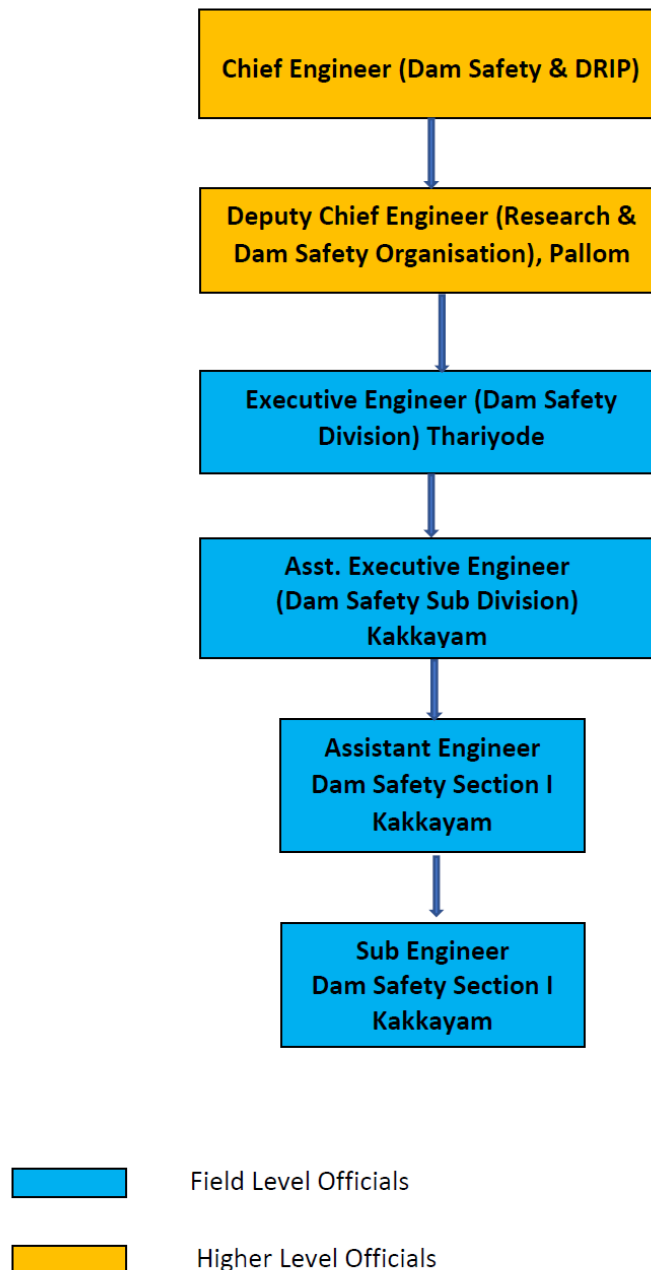 Chief Engineer (Dam Safety & DRIP)
Deputy Chief Engineer (Research &
Dam Safety Organisation), Pallom
Executive Engineer (Dam Safety
Division) Thariyode
Asst. Executive Engineer
(Dam Safety Sub Division)
Kakkayam
Assistant Engineer
Dam Safety Section I
Kakkayam
Sub Engineer
Dam Safety Section I
Kakkayam
Field Level Officials
Higher Level Officials